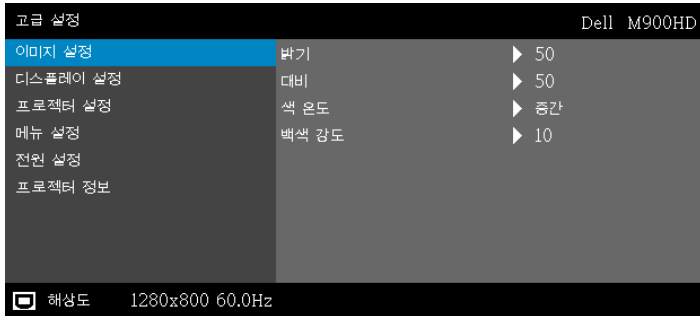 고급 설정 Dell M900HD
이미지 설정 밝기 50
디스플레이 설정 대비 50
프로젝터 설정 색 온도 중간
메뉴 설정 백색 강도 10
전원 설정
프로젝터 정보
해상도 1280x800 60.0Hz